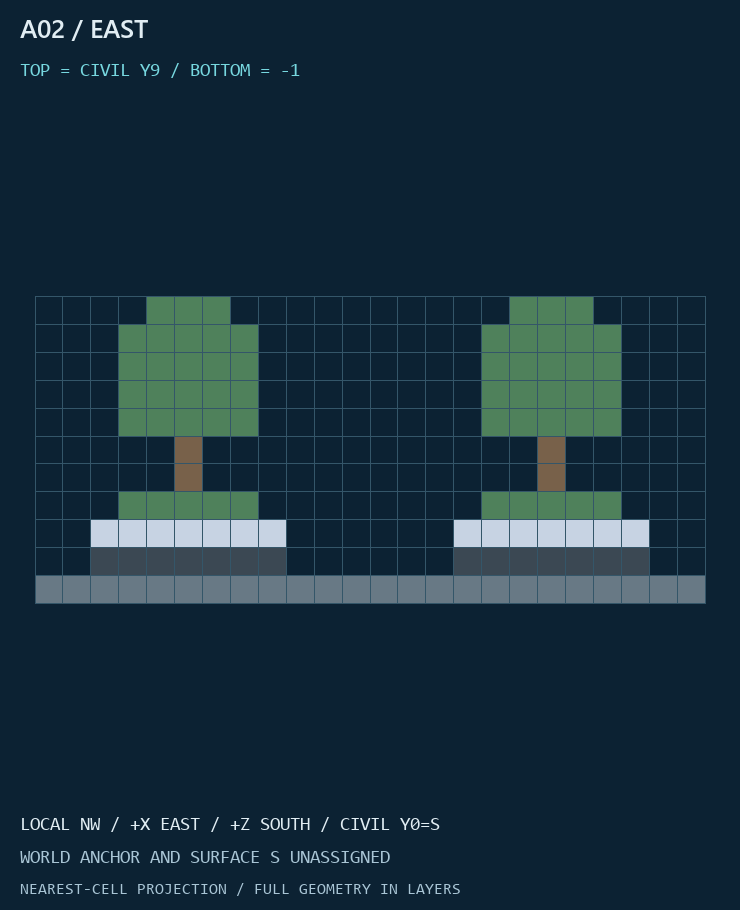 A02 / EAST
TOP = CIVIL Y9 / BOTTOM = -1
LOCAL NW / +X EAST / +Z SOUTH / CIVIL Y0=S
WORLD ANCHOR AND SURFACE S UNASSIGNED
NEAREST-CELL PROJECTION / FULL GEOMETRY IN LAYERS